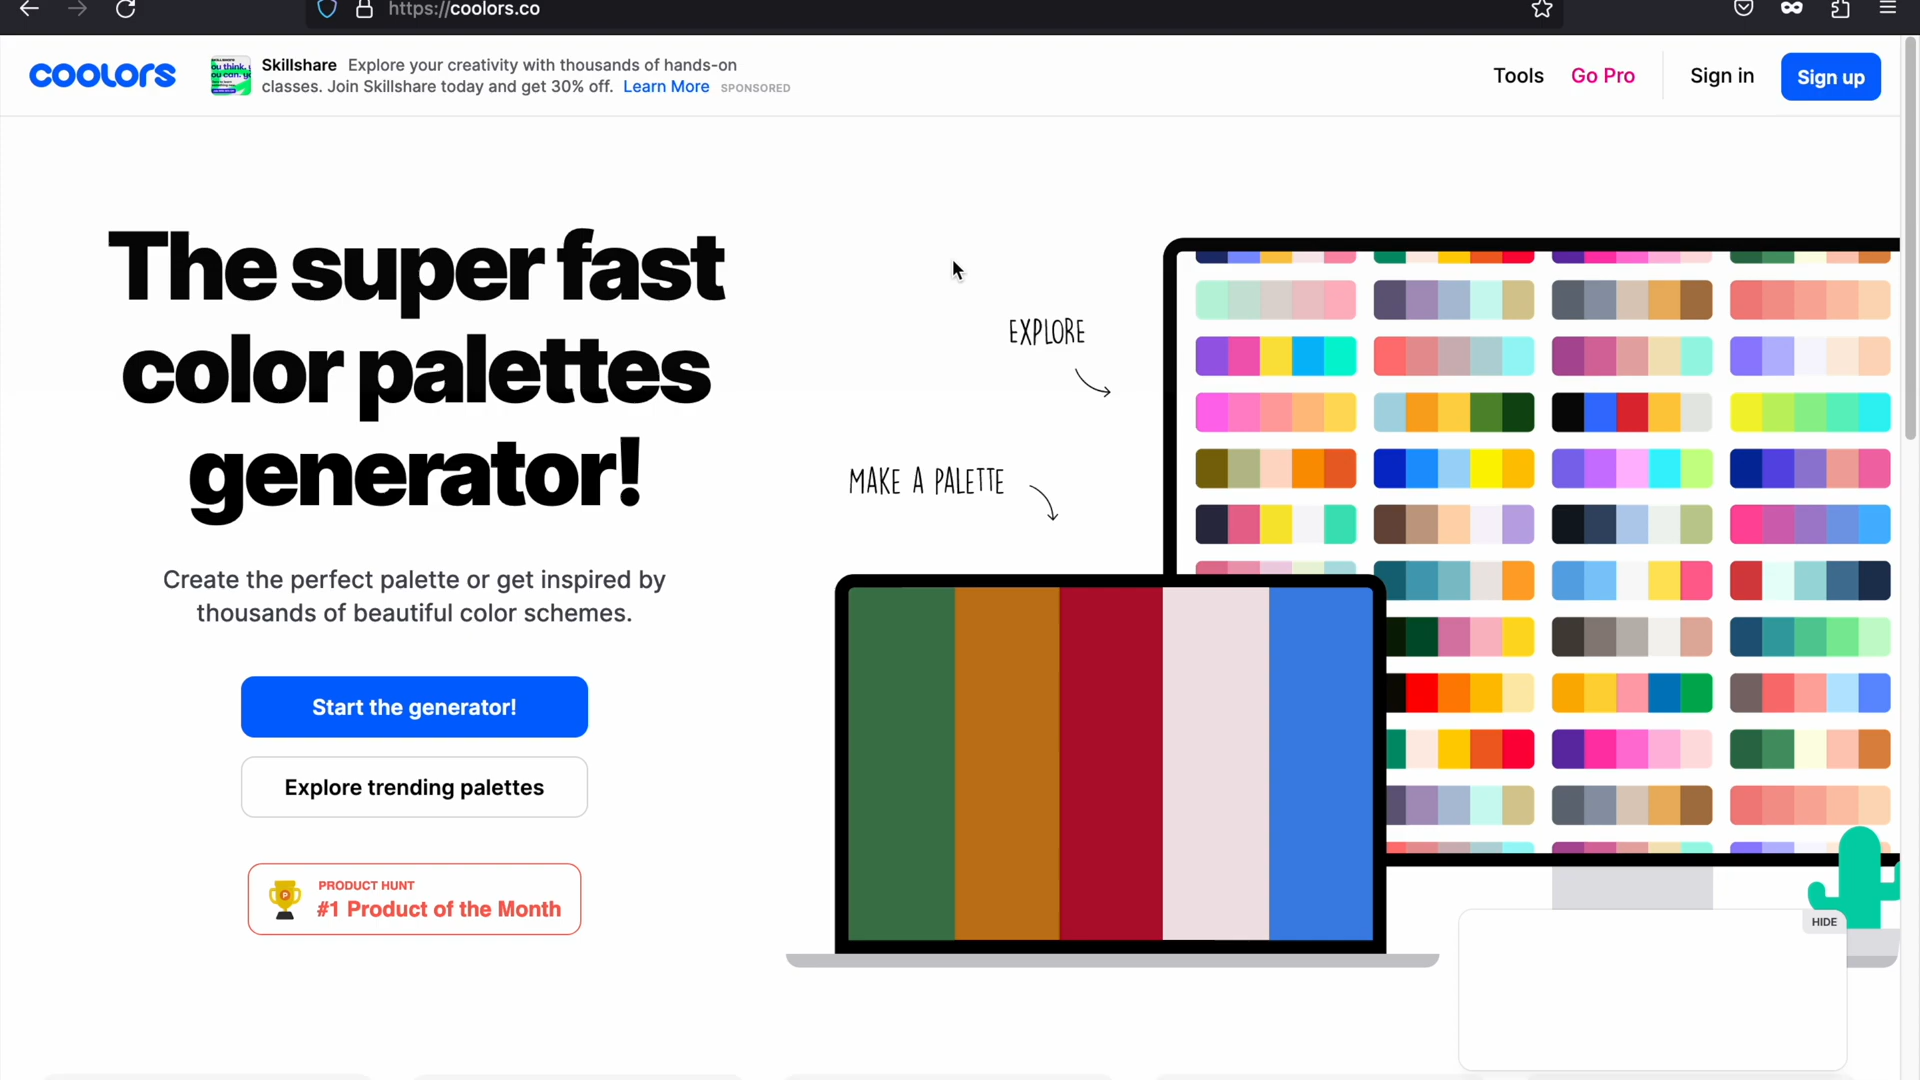 https://coolors.co
coolors
Skillshare Explore your creativity with thousands of hands-on
classes. Join Skillshare today and get 30% off. Learn More SPONSORED
Tools
Go Pro
Sign in
Sign up
The super fast
color palettes
generator!
Create the perfect palette or get inspired by
thousands of beautiful color schemes.
Start the generator!
Explore trending palettes
PRODUCT HUNT
#1 Product of the Month
EXPLORE
MAKE A PALETTE
HIDE